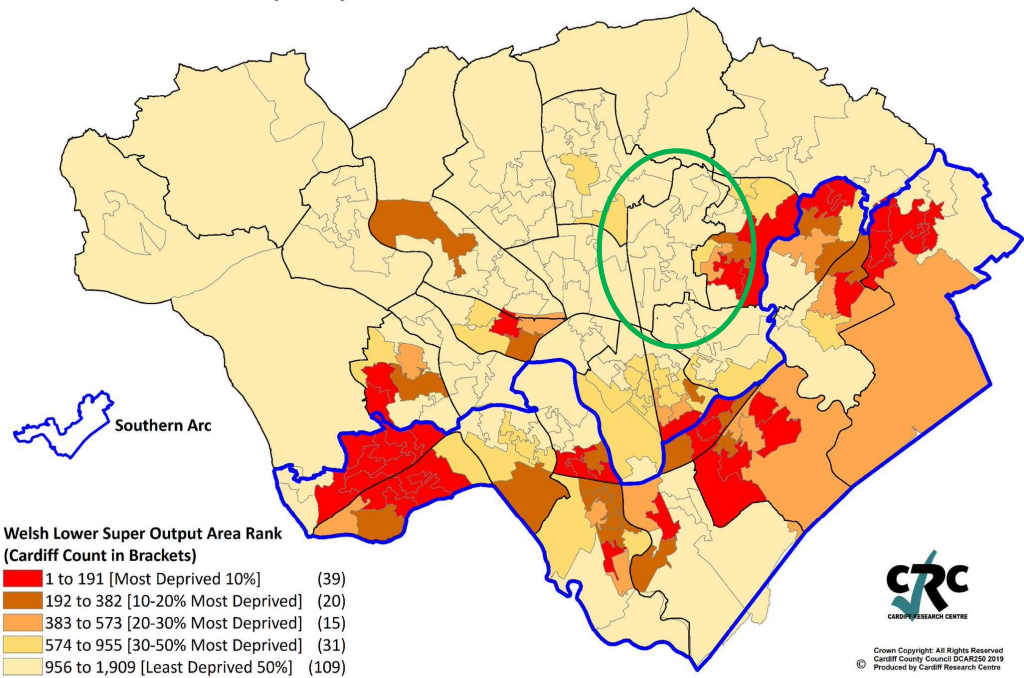 Southern Arc
Welsh Lower Super Output Area Rank
(Cardiff Count in Brackets)
1 to 191 [Most Deprived 10%] (39)
192 to 382 [10-20% Most Deprived] (20)
383 to 573 [20-30% Most Deprived] (15)
574 to 955 [30-50% Most Deprived] (31)
956 to 1,909 [Least Deprived 50%] (109)
CRC
CARDIFF RESEARCH CENTRE
Crown Copyright: All Rights Reserved
© Cardiff County Council DCAR250 2019
Produced by Cardiff Research Centre